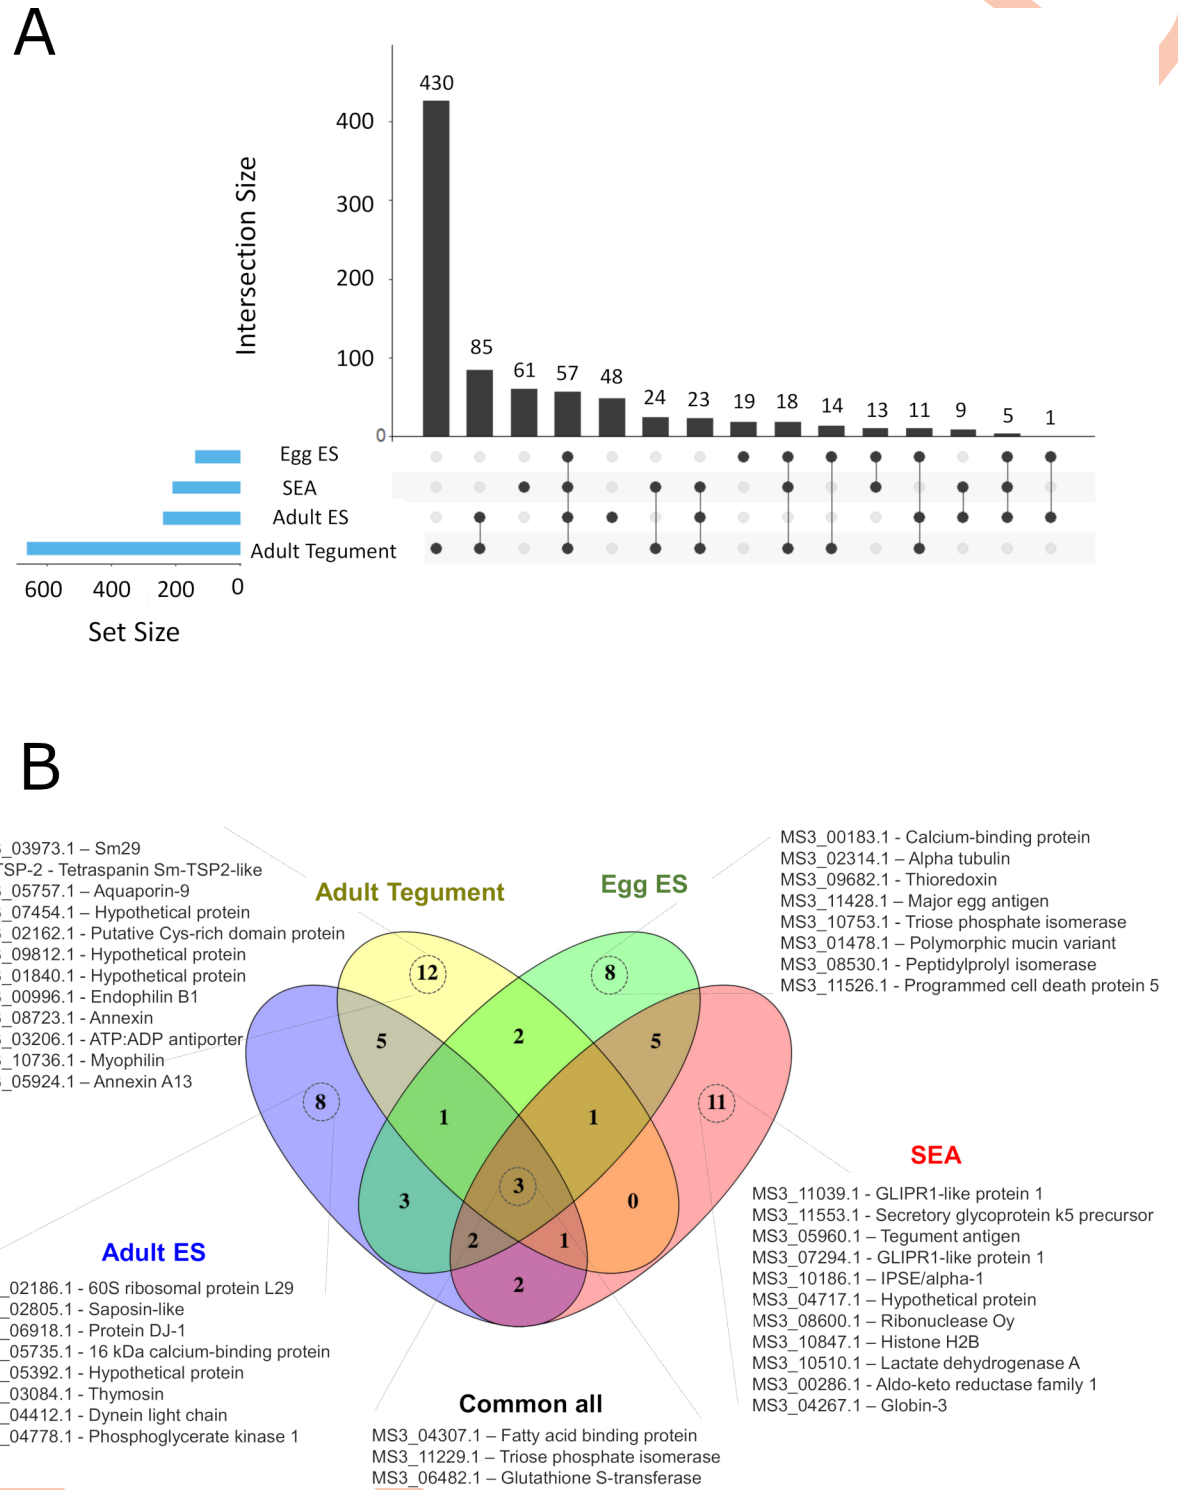 A
430
400
300
200
100
0
Intersection Size
85
61
57
48
24
23
19
18
14
13
11
9
5
1
Egg ES
SEA
Adult ES
Adult Tegument
600 400 200 0
Set Size
B
_03973.1 – Sm29
TSP-2 - Tetraspanin Sm-TSP2-like
_05757.1 – Aquaporin-9
_07454.1 – Hypothetical protein
_02162.1 - Putative Cys-rich domain protein
_09812.1 - Hypothetical protein
_01840.1 - Hypothetical protein
_00996.1 - Endophilin B1
_08723.1 - Annexin
_03206.1 - ATP:ADP antiporter
_10736.1 - Myophilin
_05924.1 – Annexin A13
Adult Tegument
Egg ES
MS3_00183.1 - Calcium-binding protein
MS3_02314.1 – Alpha tubulin
MS3_09682.1 - Thioredoxin
MS3_11428.1 – Major egg antigen
MS3_10753.1 - Triose phosphate isomerase
MS3_01478.1 – Polymorphic mucin variant
MS3_08530.1 - Peptidylprolyl isomerase
MS3_11526.1 - Programmed cell death protein 5
12
8
5
2
5
8
1
1
11
3
3
0
2
1
2
SEA
MS3_11039.1 - GLIPR1-like protein 1
MS3_11553.1 - Secretory glycoprotein k5 precursor
MS3_05960.1 – Tegument antigen
MS3_07294.1 - GLIPR1-like protein 1
MS3_10186.1 – IPSE/alpha-1
MS3_04717.1 – Hypothetical protein
MS3_08600.1 – Ribonuclease Oy
MS3_10847.1 – Histone H2B
MS3_10510.1 – Lactate dehydrogenase A
MS3_00286.1 - Aldo-keto reductase family 1
MS3_04267.1 – Globin-3
Adult ES
_02186.1 - 60S ribosomal protein L29
_02805.1 - Saposin-like
_06918.1 - Protein DJ-1
_05735.1 - 16 kDa calcium-binding protein
_05392.1 - Hypothetical protein
_03084.1 - Thymosin
_04412.1 - Dynein light chain
_04778.1 - Phosphoglycerate kinase 1
Common all
MS3_04307.1 – Fatty acid binding protein
MS3_11229.1 – Triose phosphate isomerase
MS3_06482.1 – Glutathione S-transferase